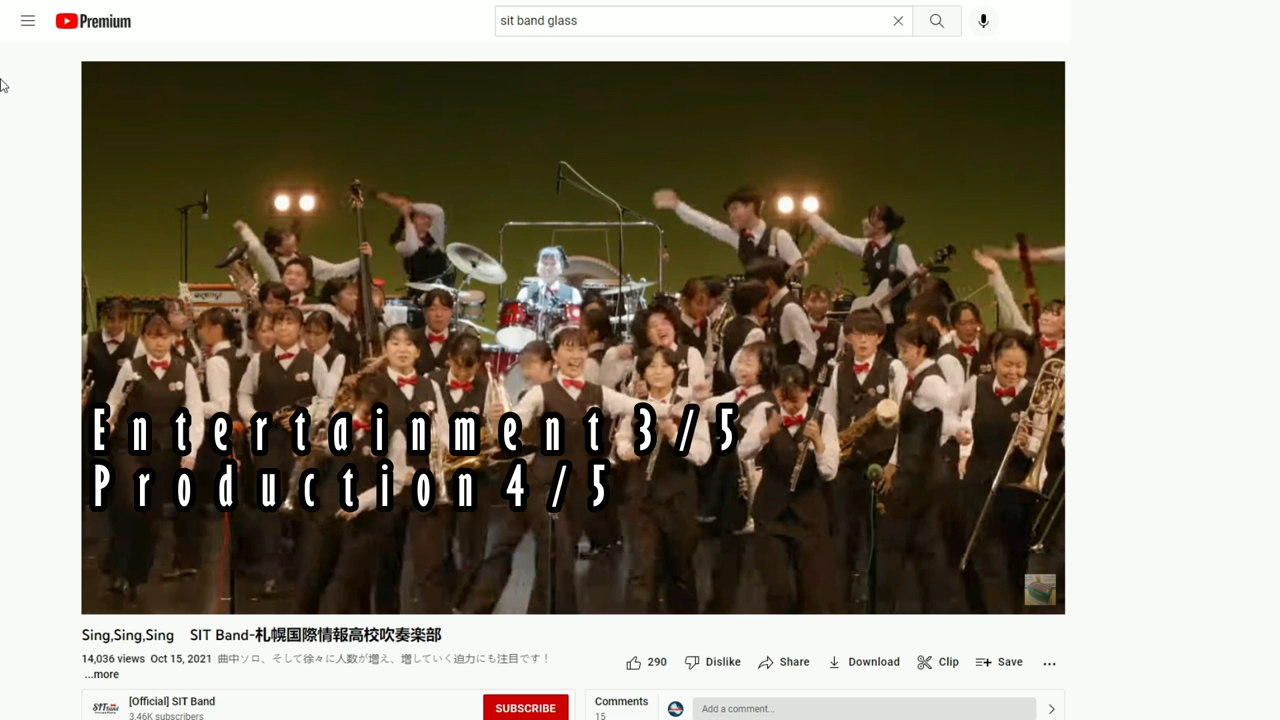 Premium
sit band glass
Entertainment 3/5
Production 4/5
Sing,Sing,Sing　SIT Band-札幌国際情報高校吹奏楽部
14,036 views Oct 15, 2021 曲中ソロ、そして徐々に人数が増え、増していく迫力にも注目です！
...more
290 Dislike Share Download Clip Save
[Official] SIT Band
3.46K subscribers
SUBSCRIBE
Comments
15
Add a comment...